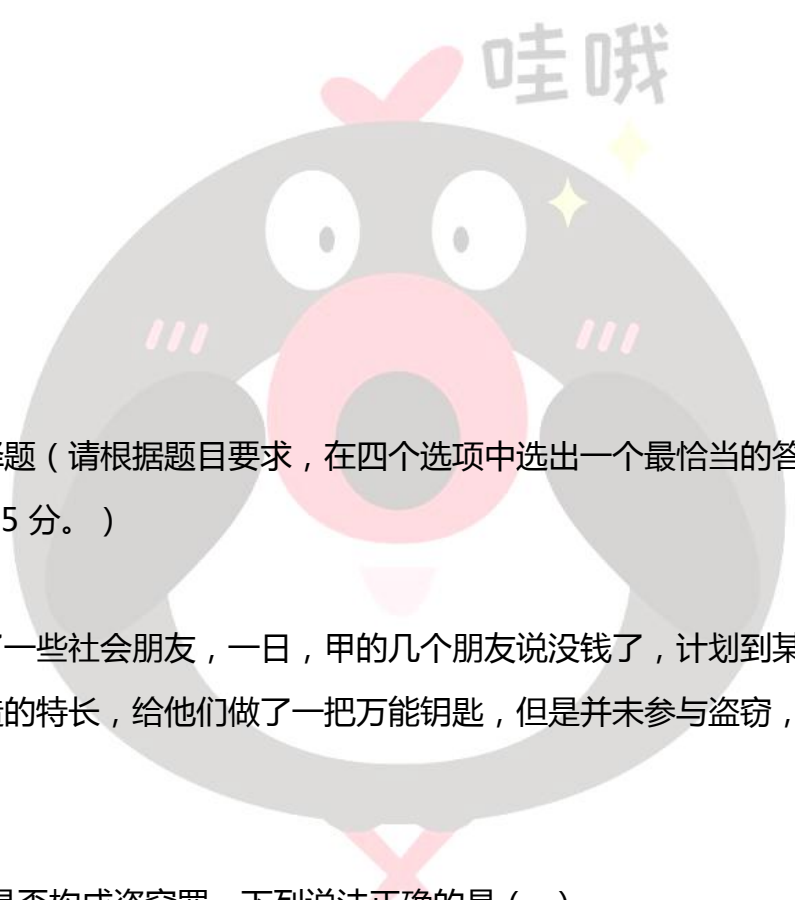 哇哦
题（请根据题目要求，在四个选项中选出一个最恰当的答
5 分。）
了一些社会朋友，一日，甲的几个朋友说没钱了，计划到某
的特长，给他们做了一把万能钥匙，但是并未参与盗窃，
是否构成盗窃罪，下列说法正确的是（ ）